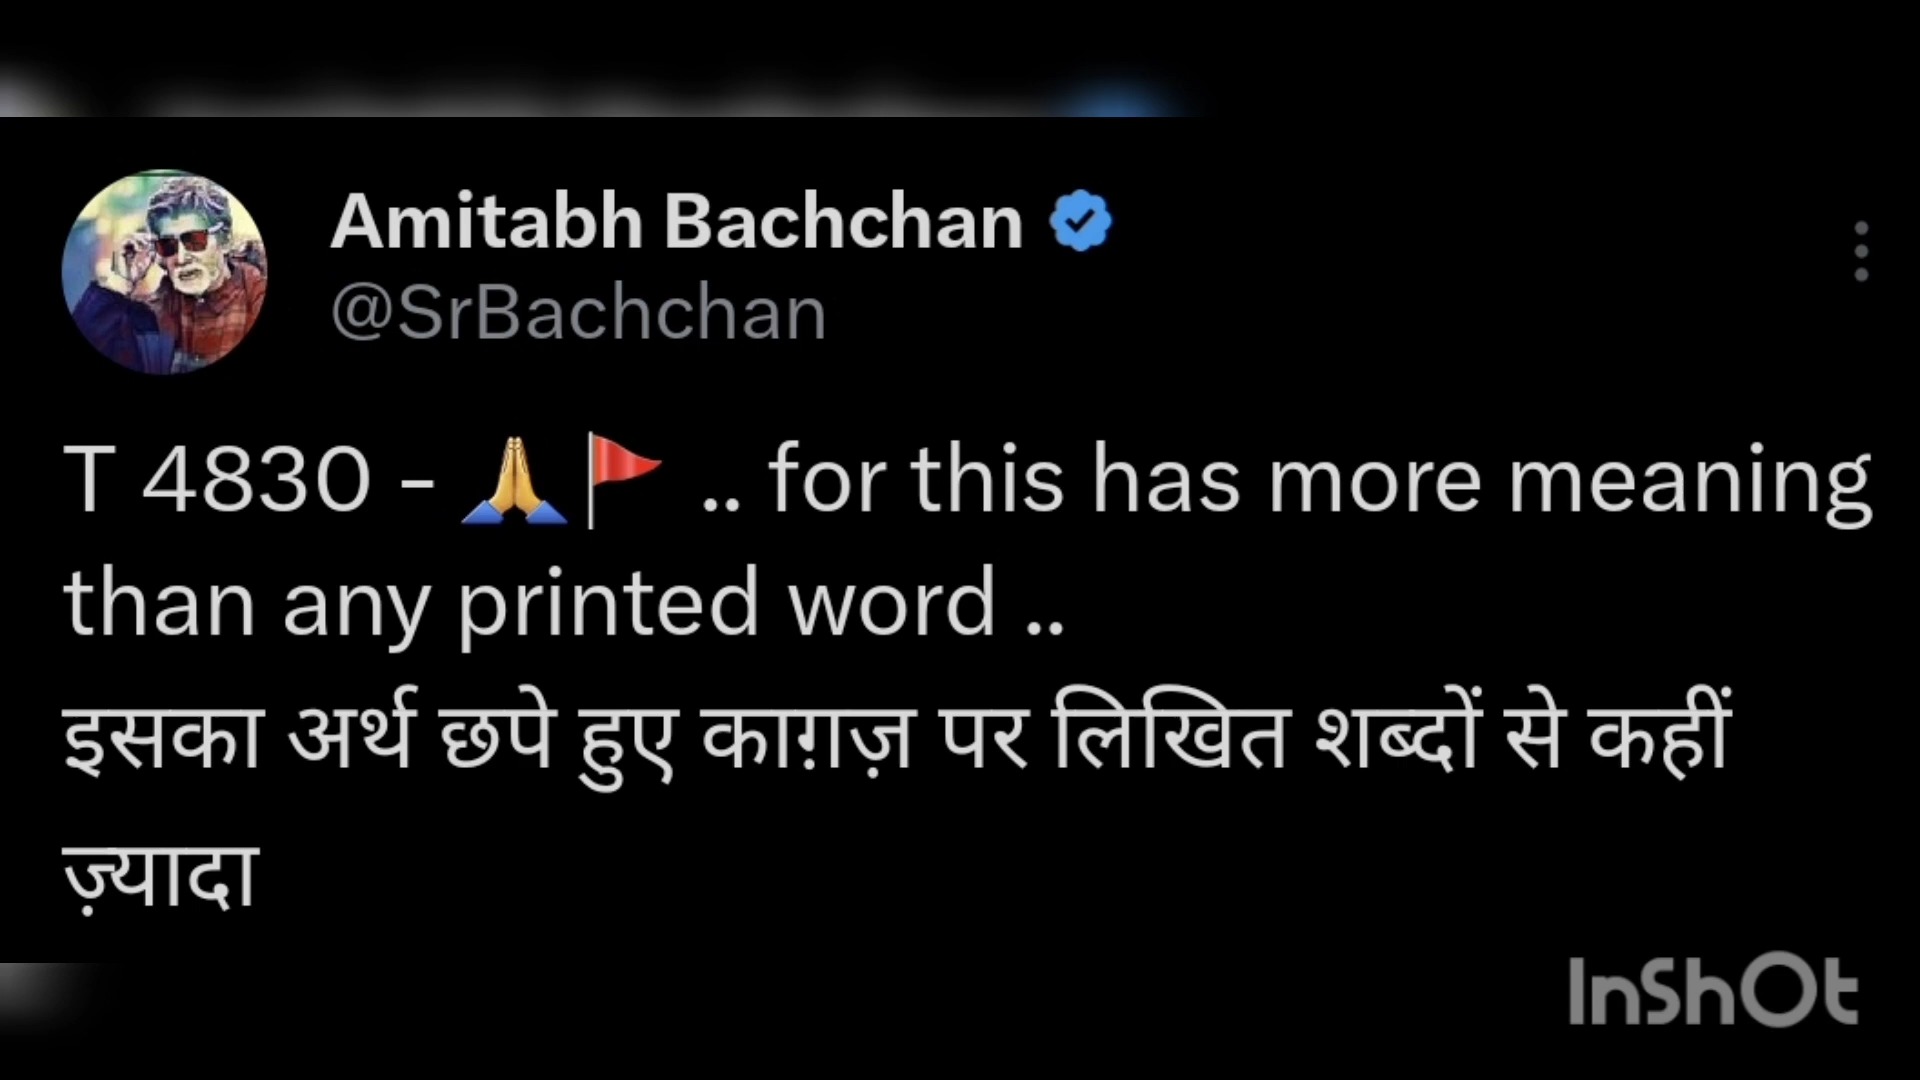 Amitabh Bachchan
@SrBachchan
T 4830 - 🙏🚩 .. for this has more meaning
than any printed word ..
इसका अर्थ छपे हुए काग़ज़ पर लिखित शब्दों से कहीं
ज़्यादा
InShOt